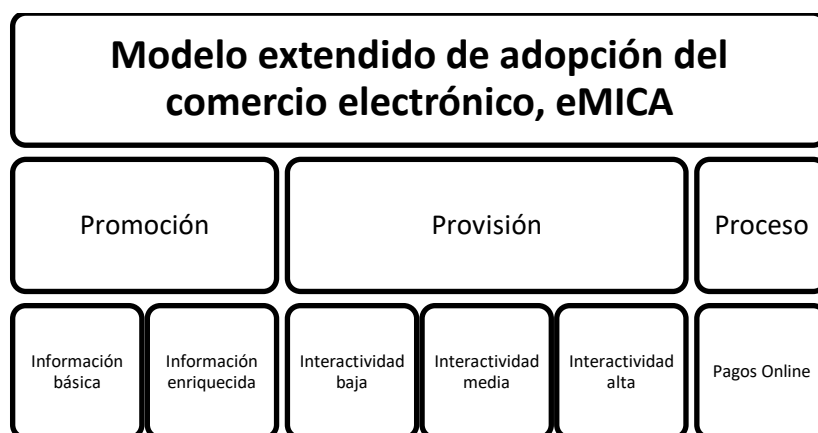 Modelo extendido de adopción del
comercio electrónico, eMICA
Promoción
Provisión
Proceso
Información
básica
Información
enriquecida
Interactividad
baja
Interactividad
media
Interactividad
alta
Pagos Online